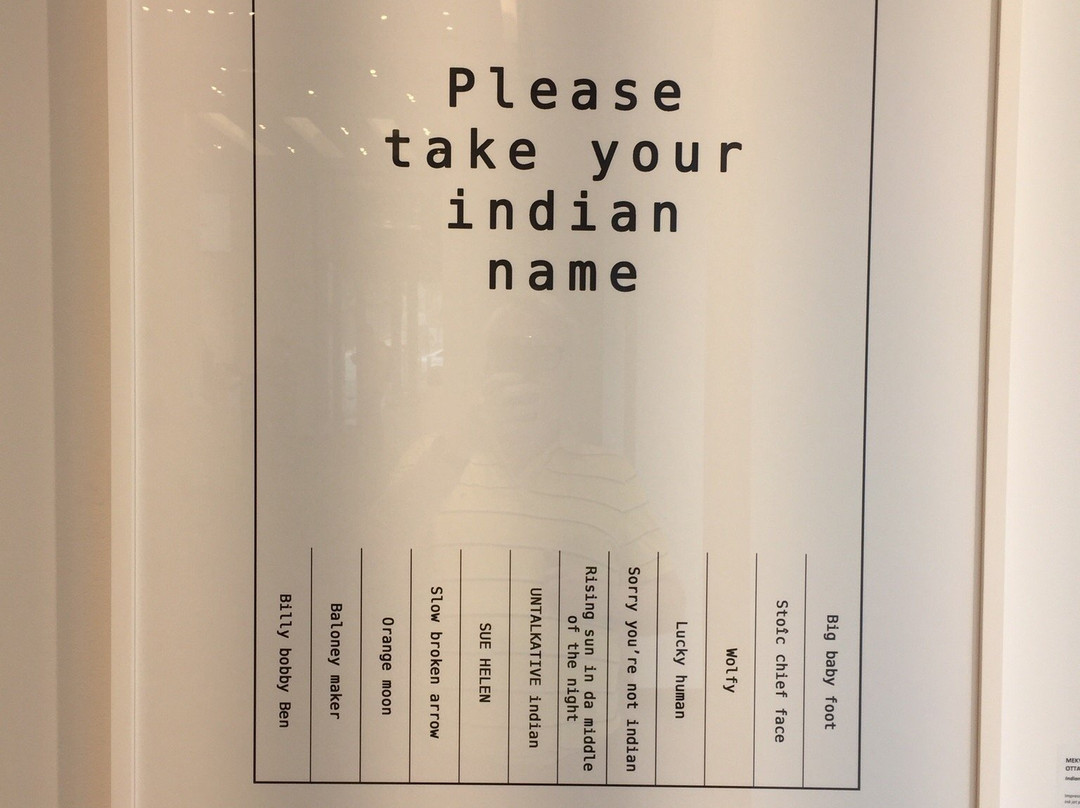 Please
take your
indian
name
Billy bobby Ben
Baloney maker
Orange moon
Slow broken arrow
SUE HELEN
UNTALKATIVE indian
Rising sun in da middle
of the night
Sorry you're not indian
Lucky human
Wolfy
Stoïc chief face
Big baby foot